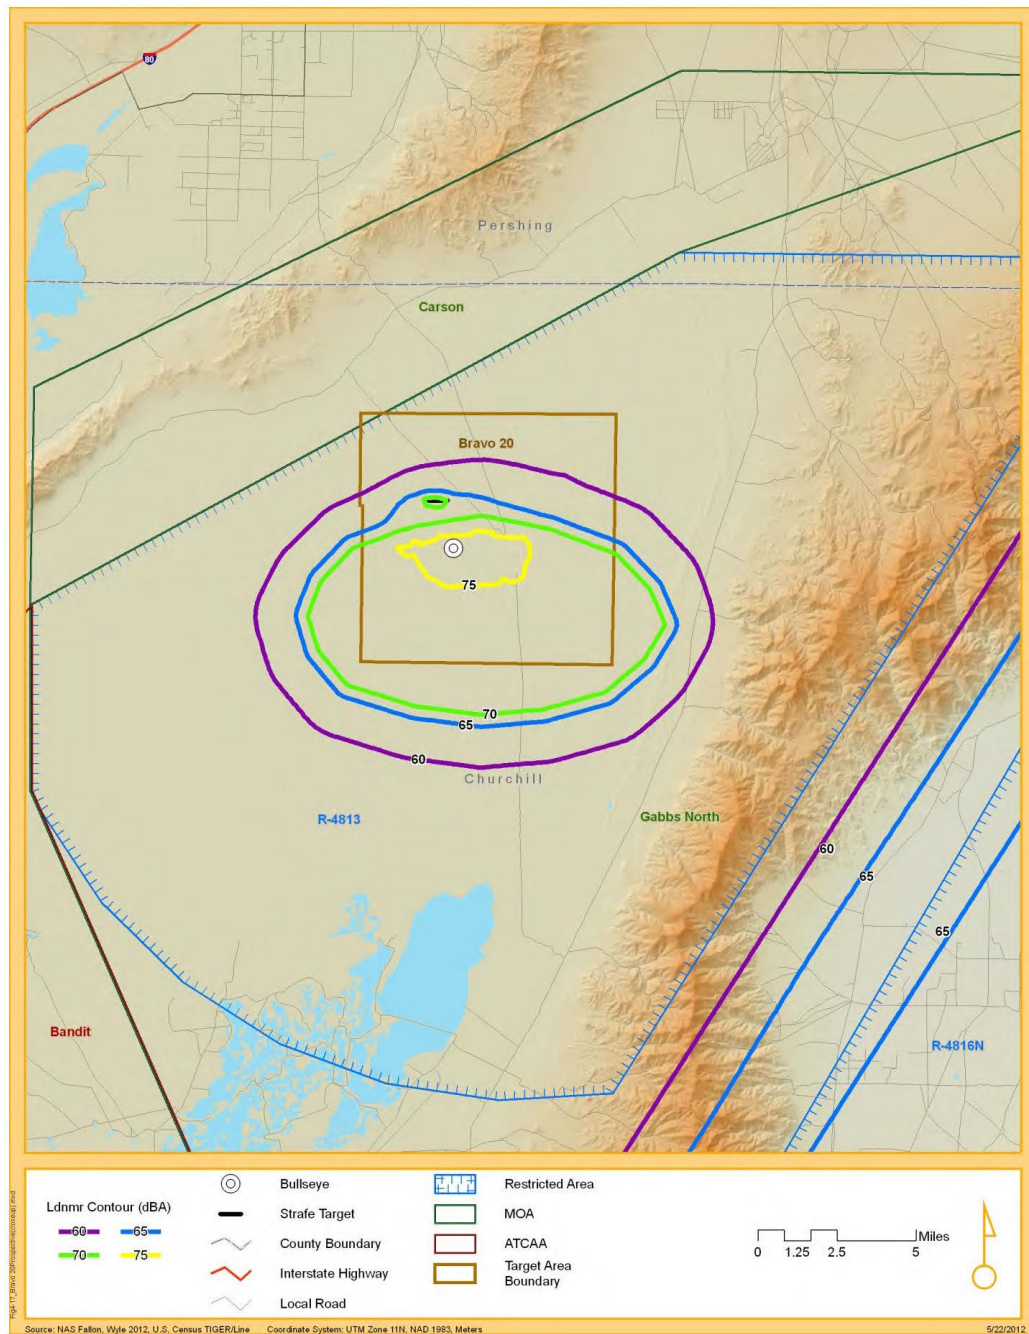 80
Pershing
Carson
Bravo 20
75
70
65
60
Churchill
R-4813
Gabbs North
60
65
65
Bandit
R-4816N
Ldnmr Contour (dBA)
60 65
70 75
Bullseye
Strafe Target
County Boundary
Interstate Highway
Local Road
Restricted Area
MOA
ATCAA
Target Area
Boundary
Miles
0 1.25 2.5 5
Source: NAS Fallon, Wyle 2012, U.S. Census TIGER/Line Coordinate System: UTM Zone 11N, NAD 1983, Meters
5/22/2012